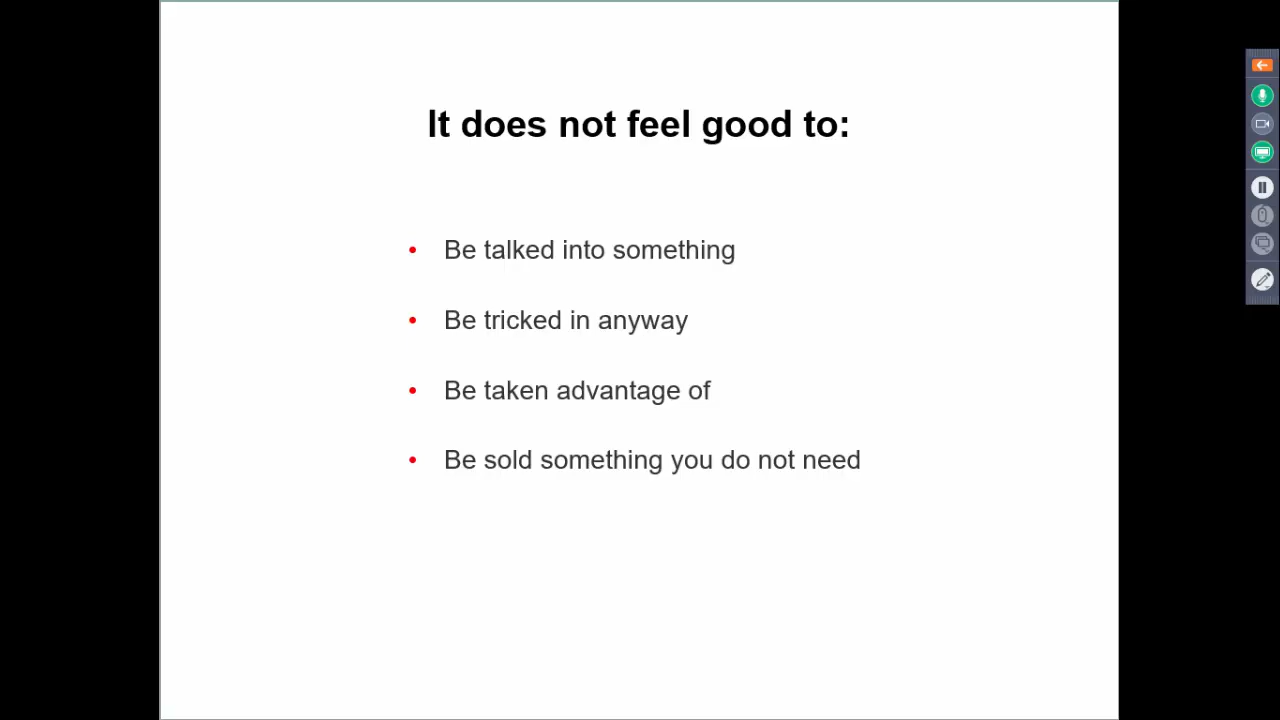 It does not feel good to:
• Be talked into something
• Be tricked in anyway
• Be taken advantage of
• Be sold something you do not need